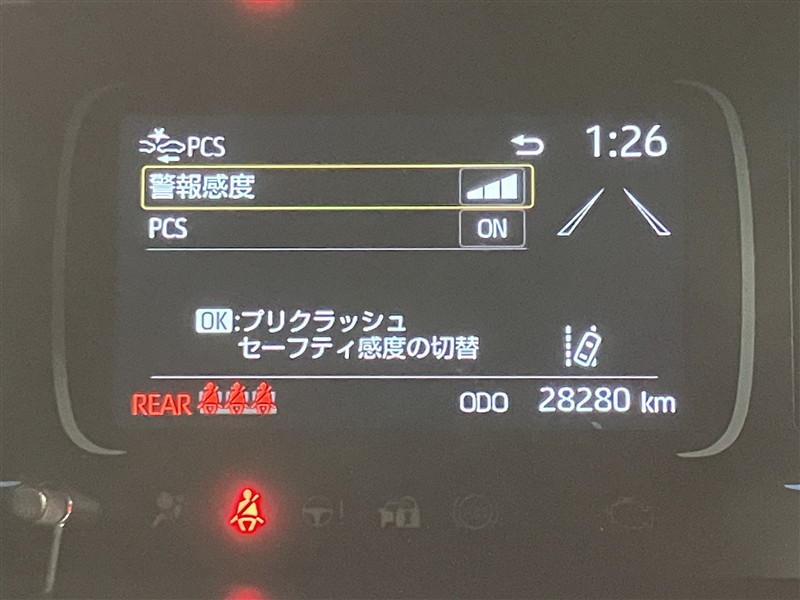 PCS
1:26
警報感度
PCS ON
OK:プリクラッシュ
セーフティ感度の切替
REAR
ODO 28280 km